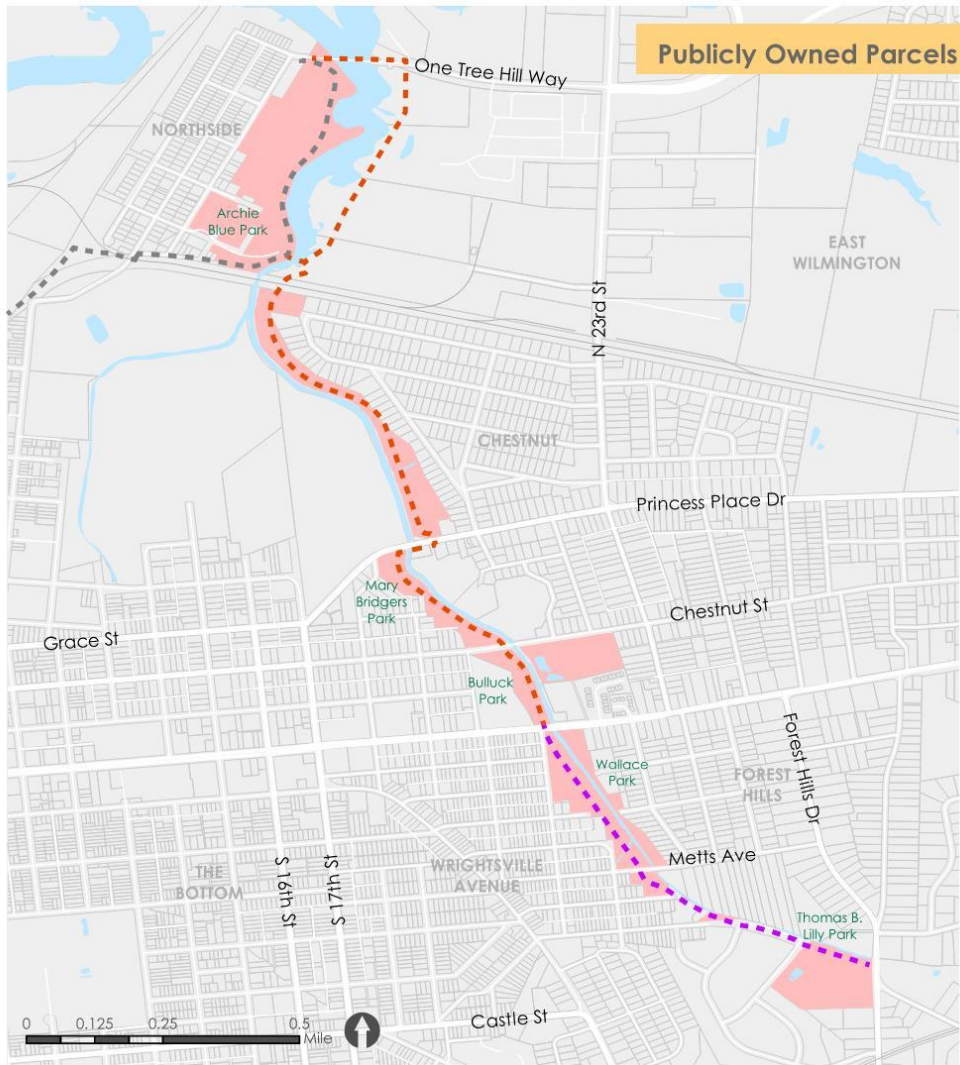 Publicly Owned Parcels
One Tree Hill Way
NORTHSIDE
Archie
Blue Park
EAST
WILMINGTON
N 23rd St
CHESTNUT
Princess Place Dr
Mary
Bridgers
Park
Chestnut St
Grace St
Bulluck
Park
Forest Hills Dr
Wallace
Park
FOREST
HILLS
Metts Ave
WRIGHTSVILLE
AVENUE
THE
BOTTOM
S 16th St
S 17th St
Thomas B.
Lilly Park
Castle St
0 0.125 0.25 0.5
Mile